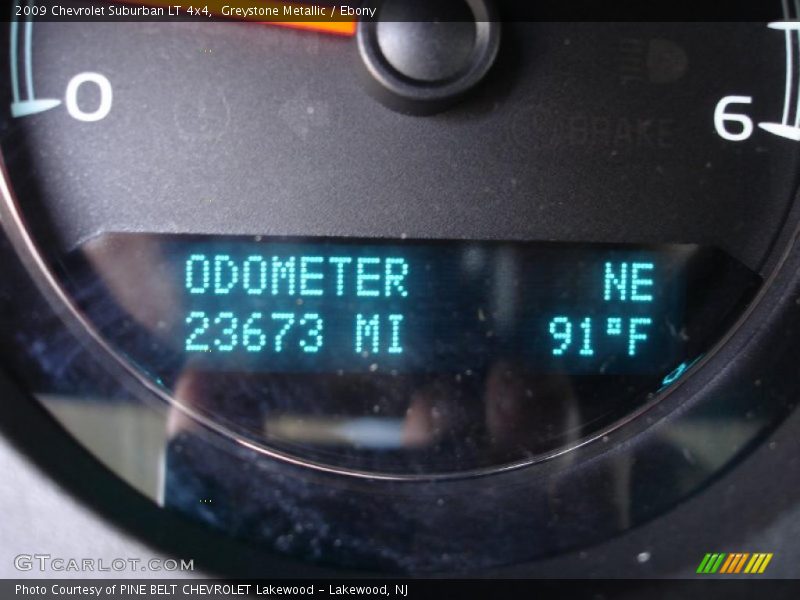 2009 Chevrolet Suburban LT 4x4,  Greystone Metallic / Ebony
0
6
BRAKE
ODOMETER NE
23673 MI 91°F
GTCARLOT.COM
Photo Courtesy of PINE BELT CHEVROLET Lakewood - Lakewood, NJ